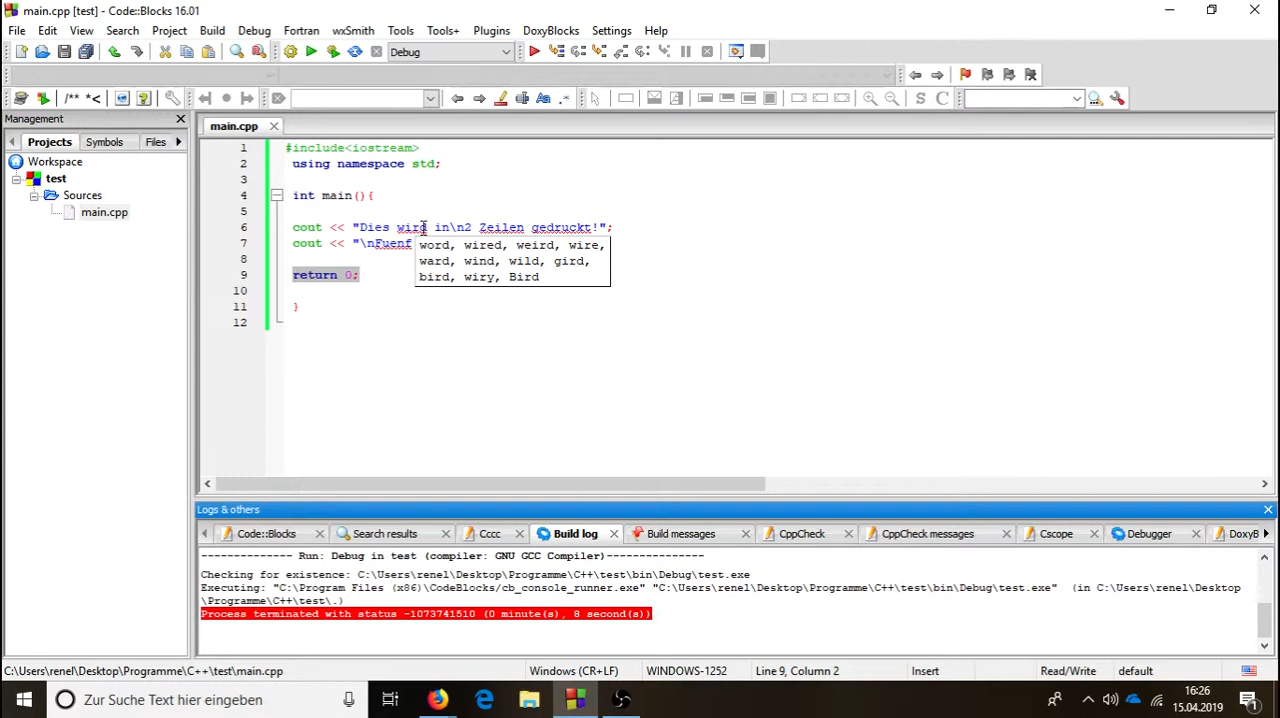 main.cpp [test] - Code::Blocks 16.01
File Edit View Search Project Build Debug Fortran wxSmith Tools Tools+ Plugins DoxyBlocks Settings Help
Debug
/** *<
S C
Management
Projects Symbols Files
main.cpp
Workspace
test
Sources
main.cpp
1 #include<iostream>
2 using namespace std;
3
4 int main(){
5
6 cout << "Dies wird in\n2 Zeilen gedruckt!";
7 cout << "\nFuenf
word, wired, weird, wire,
ward, wind, wild, gird,
bird, wiry, Bird
8
9 return 0;
10
11 }
12
Logs & others
Code::Blocks Search results Cccc Build log Build messages CppCheck CppCheck messages Cscope Debugger DoxyB
-------------- Run: Debug in test (compiler: GNU GCC Compiler)---------------
Checking for existence: C:\Users\renel\Desktop\Programme\C++\test\bin\Debug\test.exe
Executing: "C:\Program Files (x86)\CodeBlocks/cb_console_runner.exe" "C:\Users\renel\Desktop\Programme\C++\test\bin\Debug\test.exe" (in C:\Users\renel\Desktop
\Programme\C++\test\.)
Process terminated with status -1073741510 (0 minute(s), 8 second(s))
C:\Users\renel\Desktop\Programme\C++\test\main.cpp Windows (CR+LF) WINDOWS-1252 Line 9, Column 2 Insert Read/Write default
Zur Suche Text hier eingeben
16:26
15.04.2019
1